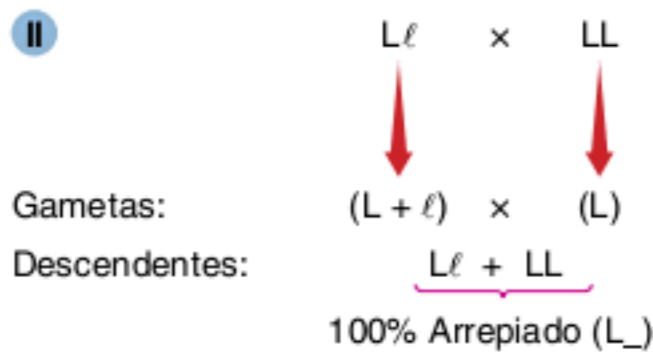 II
Lℓ × LL
Gametas: (L + ℓ) × (L)
Descendentes: Lℓ + LL
100% Arrepiado (L_)